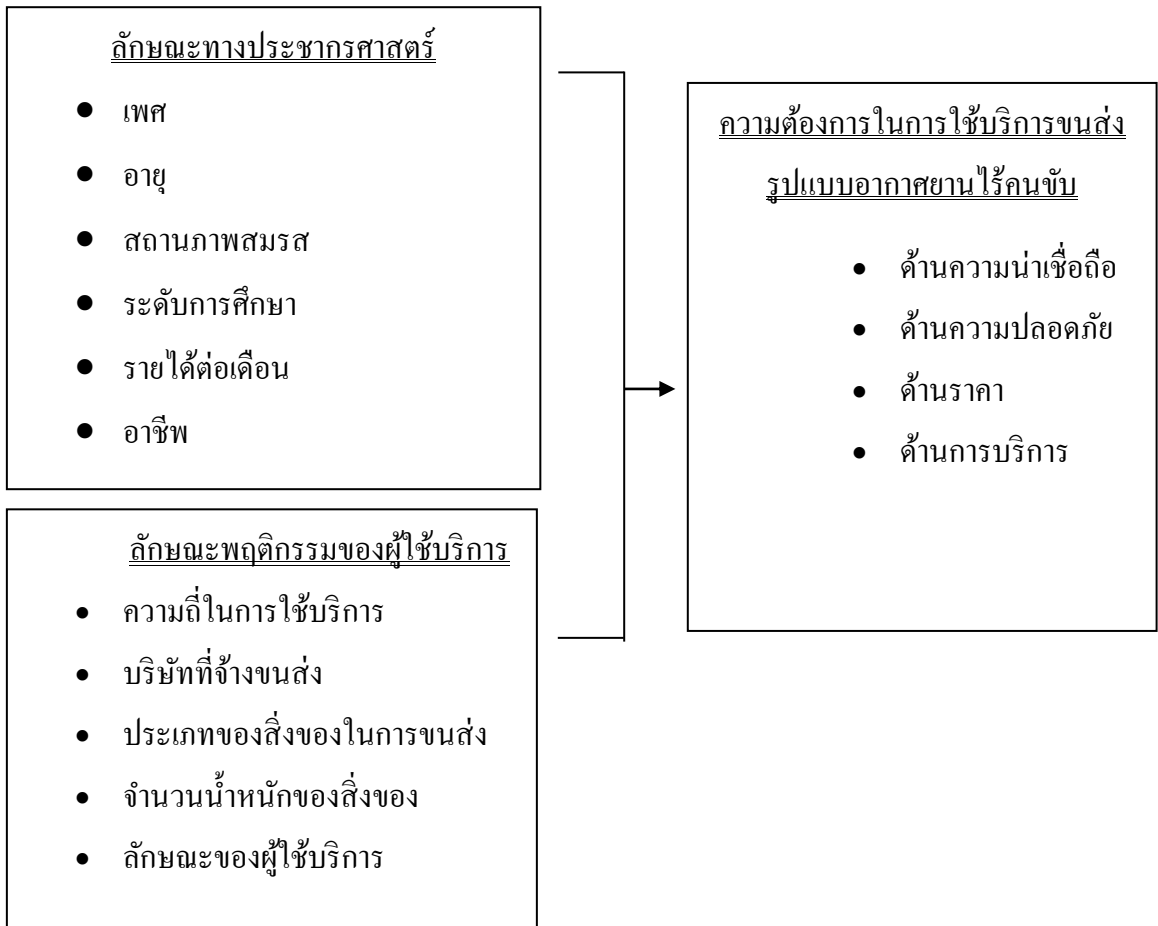 ลักษณะทางประชากรศาสตร์
● เพศ
● อายุ
● สถานภาพสมรส
● ระดับการศึกษา
● รายได้ต่อเดือน
● อาชีพ
ลักษณะพฤติกรรมของผู้ใช้บริการ
● ความถี่ในการใช้บริการ
● บริษัทที่จ้างขนส่ง
● ประเภทของสิ่งของในการขนส่ง
● จำนวนน้ำหนักของสิ่งของ
● ลักษณะของผู้ใช้บริการ
ความต้องการในการใช้บริการขนส่ง
รูปแบบอากาศยานไร้คนขับ
● ด้านความน่าเชื่อถือ
● ด้านความปลอดภัย
● ด้านราคา
● ด้านการบริการ